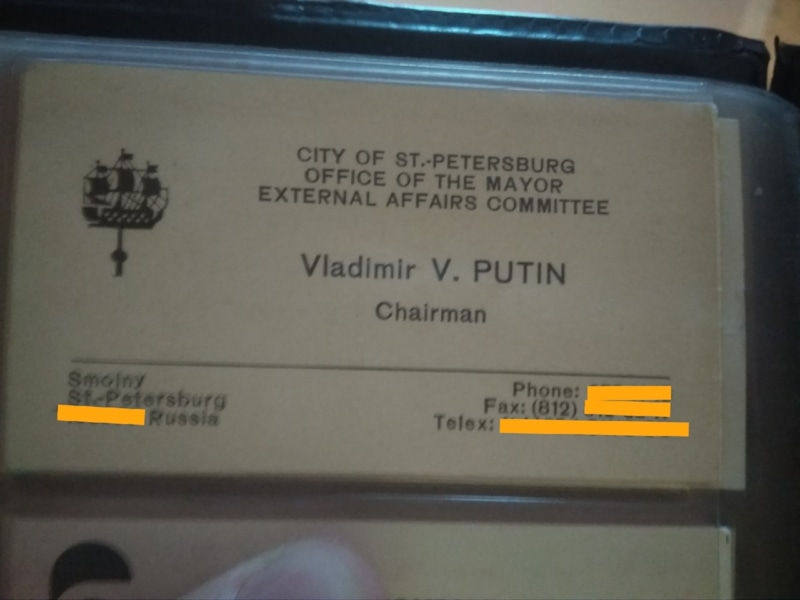 CITY OF ST.-PETERSBURG
OFFICE OF THE MAYOR
EXTERNAL AFFAIRS COMMITTEE
Vladimir V. PUTIN
Chairman
Smolny
St.-Petersburg
Russia
Phone:
Fax: (812)
Telex: